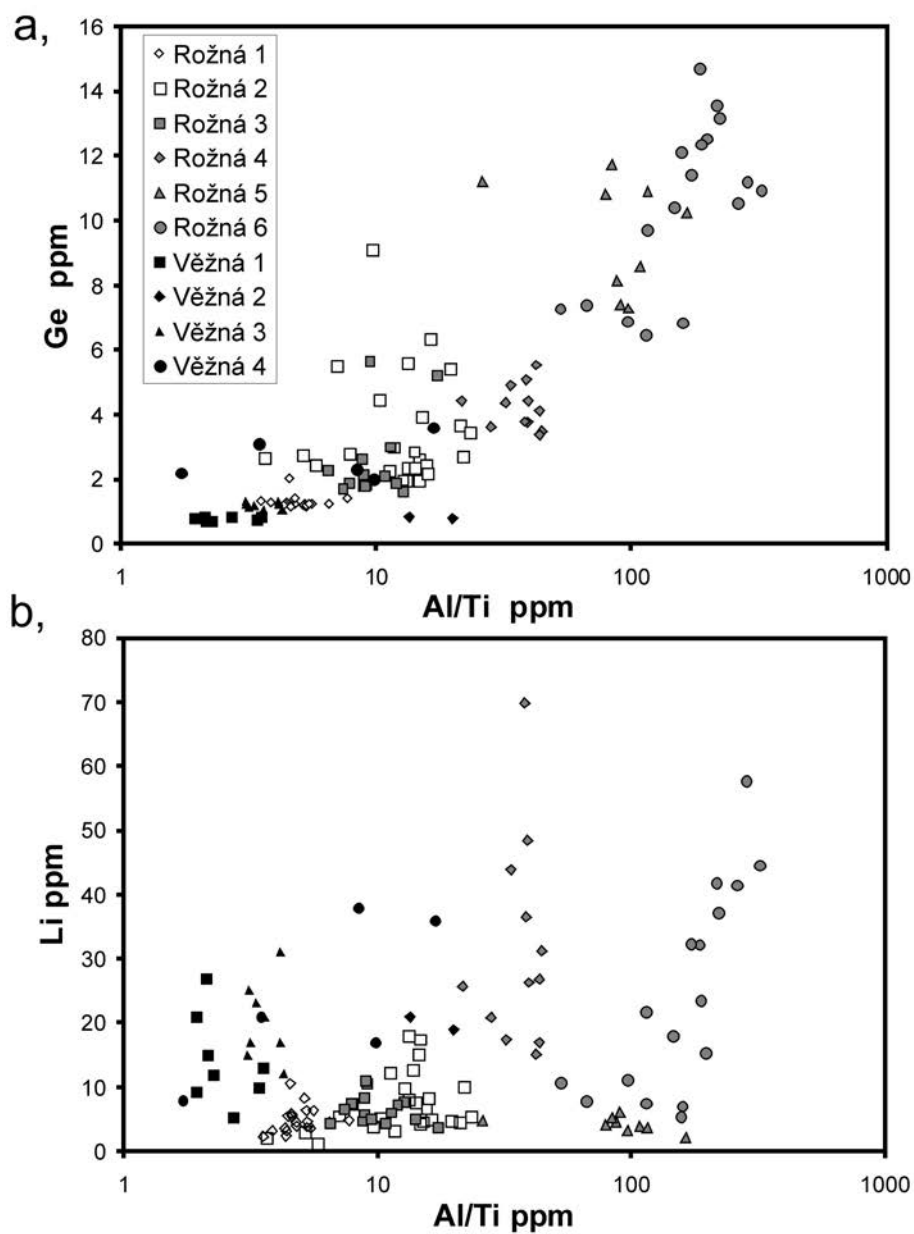 a,
16
14
12
10
8
6
4
2
0
Ge ppm
Rožná 1
Rožná 2
Rožná 3
Rožná 4
Rožná 5
Rožná 6
Věžná 1
Věžná 2
Věžná 3
Věžná 4
1 10 100 1000
Al/Ti ppm
b,
80
70
60
50
40
30
20
10
0
Li ppm
1 10 100 1000
Al/Ti ppm